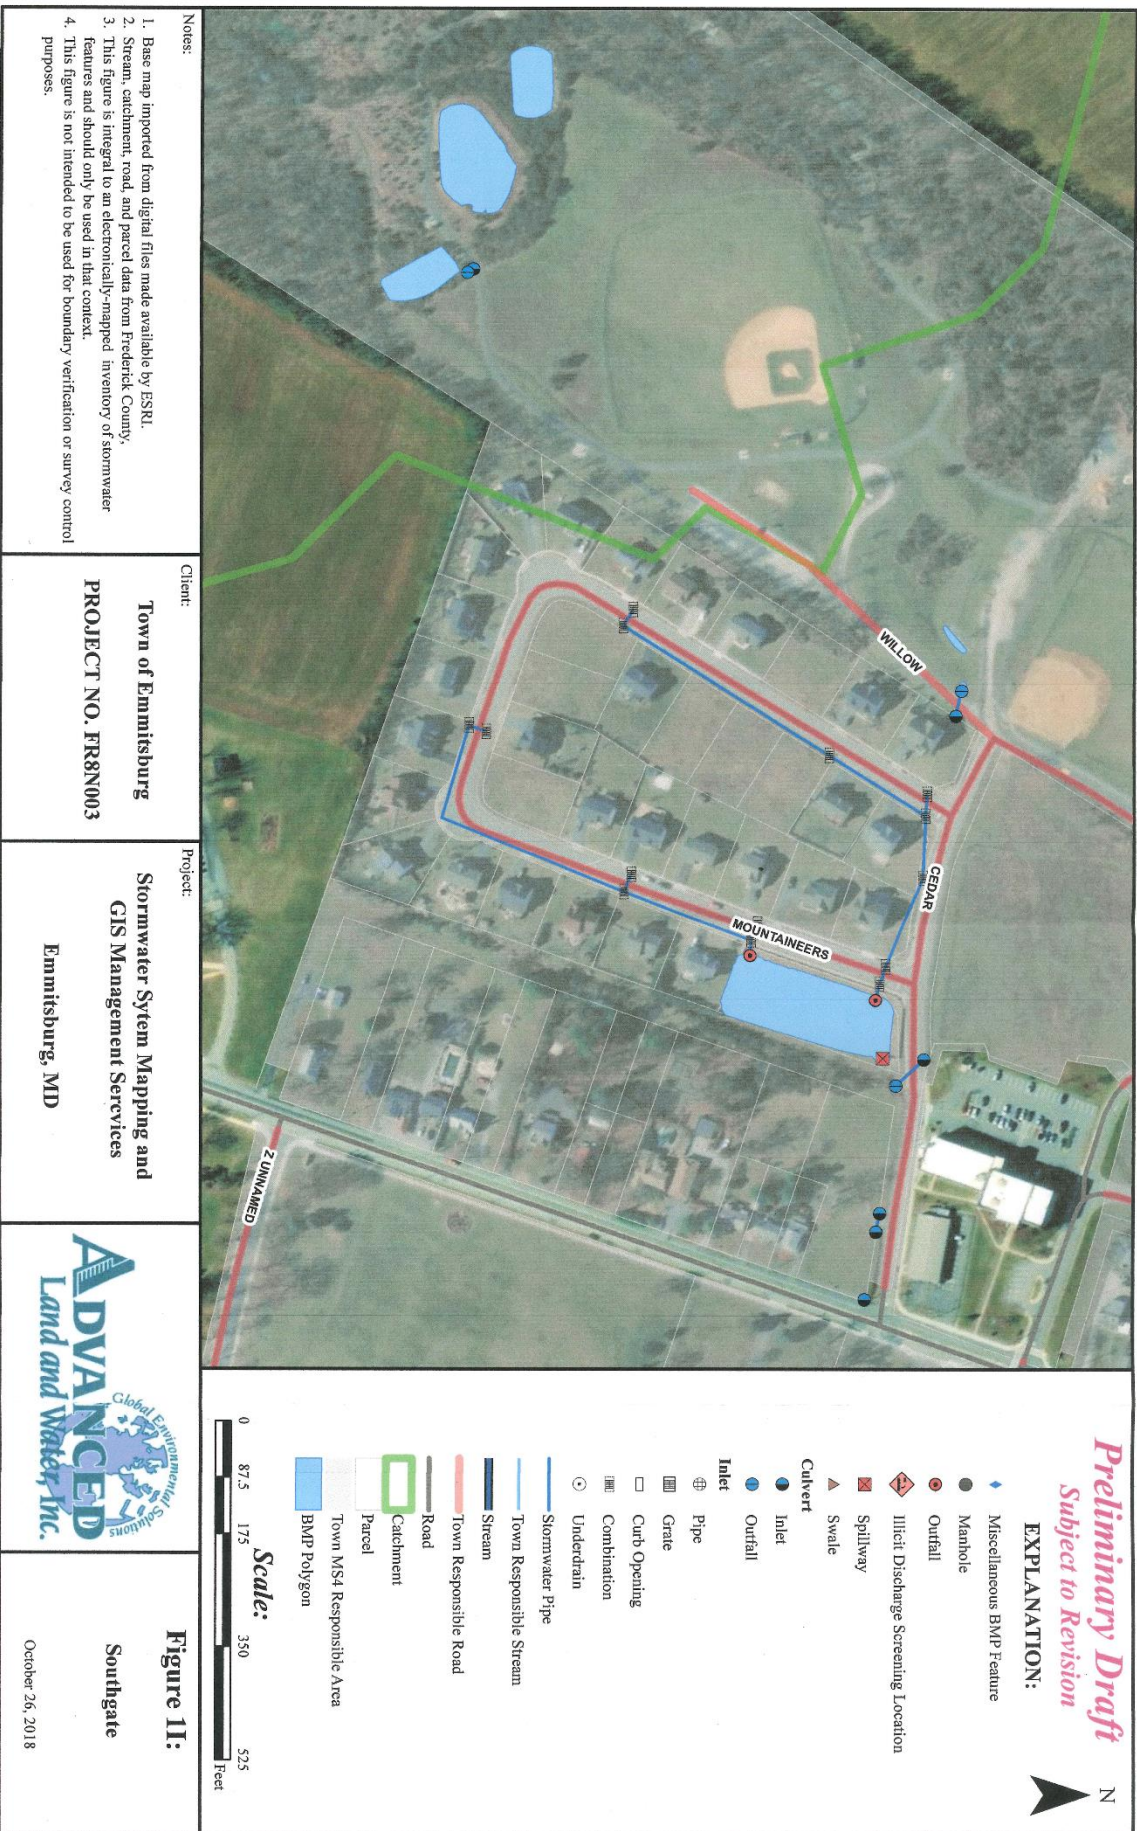 WILLOW
CEDAR
MOUNTAINEERS
2 UNNAMED
Preliminary Draft
Subject to Revision
N
EXPLANATION:
Miscellaneous BMP Feature
Manhole
Outfall
Illicit Discharge Screening Location
Spillway
Swale
Culvert
Inlet
Outfall
Inlet
Pipe
Grate
Curb Opening
Combination
Underdrain
Stormwater Pipe
Town Responsible Stream
Stream
Town Responsible Road
Road
Catchment
Parcel
Town MS4 Responsible Area
BMP Polygon
Scale:
0 87.5 175 350 525
Feet
Notes:
1. Base map imported from digital files made available by ESRI.
2. Stream, catchment, road, and parcel data from Frederick County,
3. This figure is integral to an electronically-mapped inventory of stormwater
features and should only be used in that context.
4. This figure is not intended to be used for boundary verification or survey control
purposes.
Client:
Town of Emmitsburg
PROJECT NO. FR8N003
Project:
Stormwater Sytem Mapping and
GIS Management Sercvices
Emmitsburg, MD
Global Environmental Solutions
ADVANCED
Land and Water, Inc.
Figure 11:
Southgate
October 26, 2018